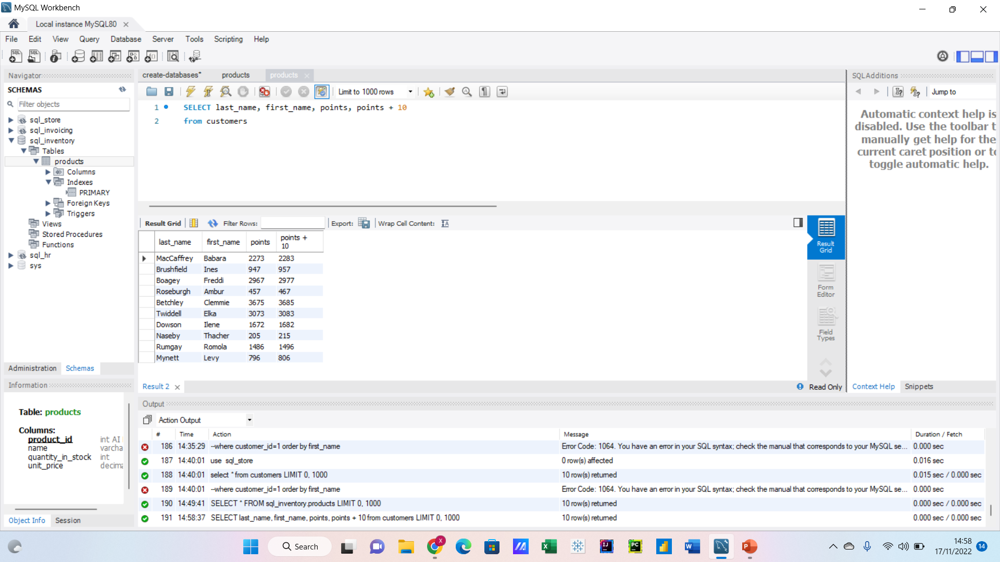 MySQL Workbench
Local instance MySQL80
File Edit View Query Database Server Tools Scripting Help
Navigator
SCHEMAS
Filter objects
sql_store
sql_invoicing
sql_inventory
Tables
products
Columns
Indexes
PRIMARY
Foreign Keys
Triggers
Views
Stored Procedures
Functions
sql_hr
sys
Administration Schemas
Information
Table: products
Columns:
product_id int AI
name varcha
quantity_in_stock int
unit_price decima
Object Info Session
create-databases* products products
Limit to 1000 rows
1 SELECT last_name, first_name, points, points + 10
2 from customers
Result Grid Filter Rows: Export: Wrap Cell Content:
last_name first_name points points + 10
MacCaffrey Babara 2273 2283
Brushfield Ines 947 957
Boagey Freddi 2967 2977
Roseburgh Ambur 457 467
Betchley Clemmie 3675 3685
Twiddell Elka 3073 3083
Dowson Ilene 1672 1682
Naseby Thacher 205 215
Rumgay Romola 1486 1496
Mynett Levy 796 806
Result Grid
Form Editor
Field Types
Result 2
Read Only
SQLAdditions
Jump to
Automatic context help is
disabled. Use the toolbar t
manually get help for the
current caret position or to
toggle automatic help.
Context Help Snippets
Output
Action Output
# Time Action Message Duration / Fetch
186 14:35:29 --where customer_id=1 order by first_name Error Code: 1064. You have an error in your SQL syntax; check the manual that corresponds to your MySQL se... 0.000 sec
187 14:40:01 use sql_store 0 row(s) affected 0.016 sec
188 14:40:01 select * from customers LIMIT 0, 1000 10 row(s) returned 0.015 sec / 0.000 sec
189 14:40:01 --where customer_id=1 order by first_name Error Code: 1064. You have an error in your SQL syntax; check the manual that corresponds to your MySQL se... 0.000 sec
190 14:49:41 SELECT * FROM sql_inventory.products LIMIT 0, 1000 10 row(s) returned 0.000 sec / 0.000 sec
191 14:58:37 SELECT last_name, first_name, points, points + 10 from customers LIMIT 0, 1000 10 row(s) returned 0.000 sec / 0.000 sec
Search
14:58
17/11/2022
14